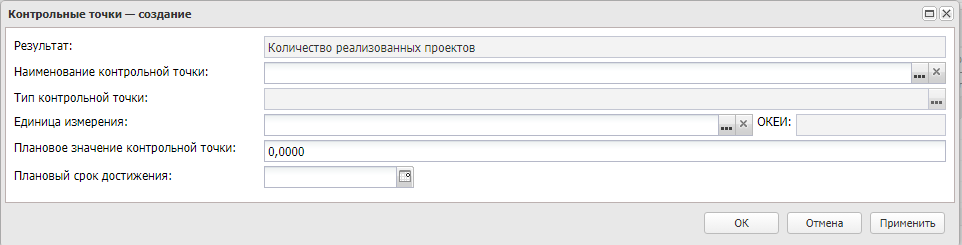 Контрольные точки — создание
Результат: Количество реализованных проектов
Наименование контрольной точки:
Тип контрольной точки:
Единица измерения: ОКЕИ:
Плановое значение контрольной точки: 0,0000
Плановый срок достижения:
ОК Отмена Применить